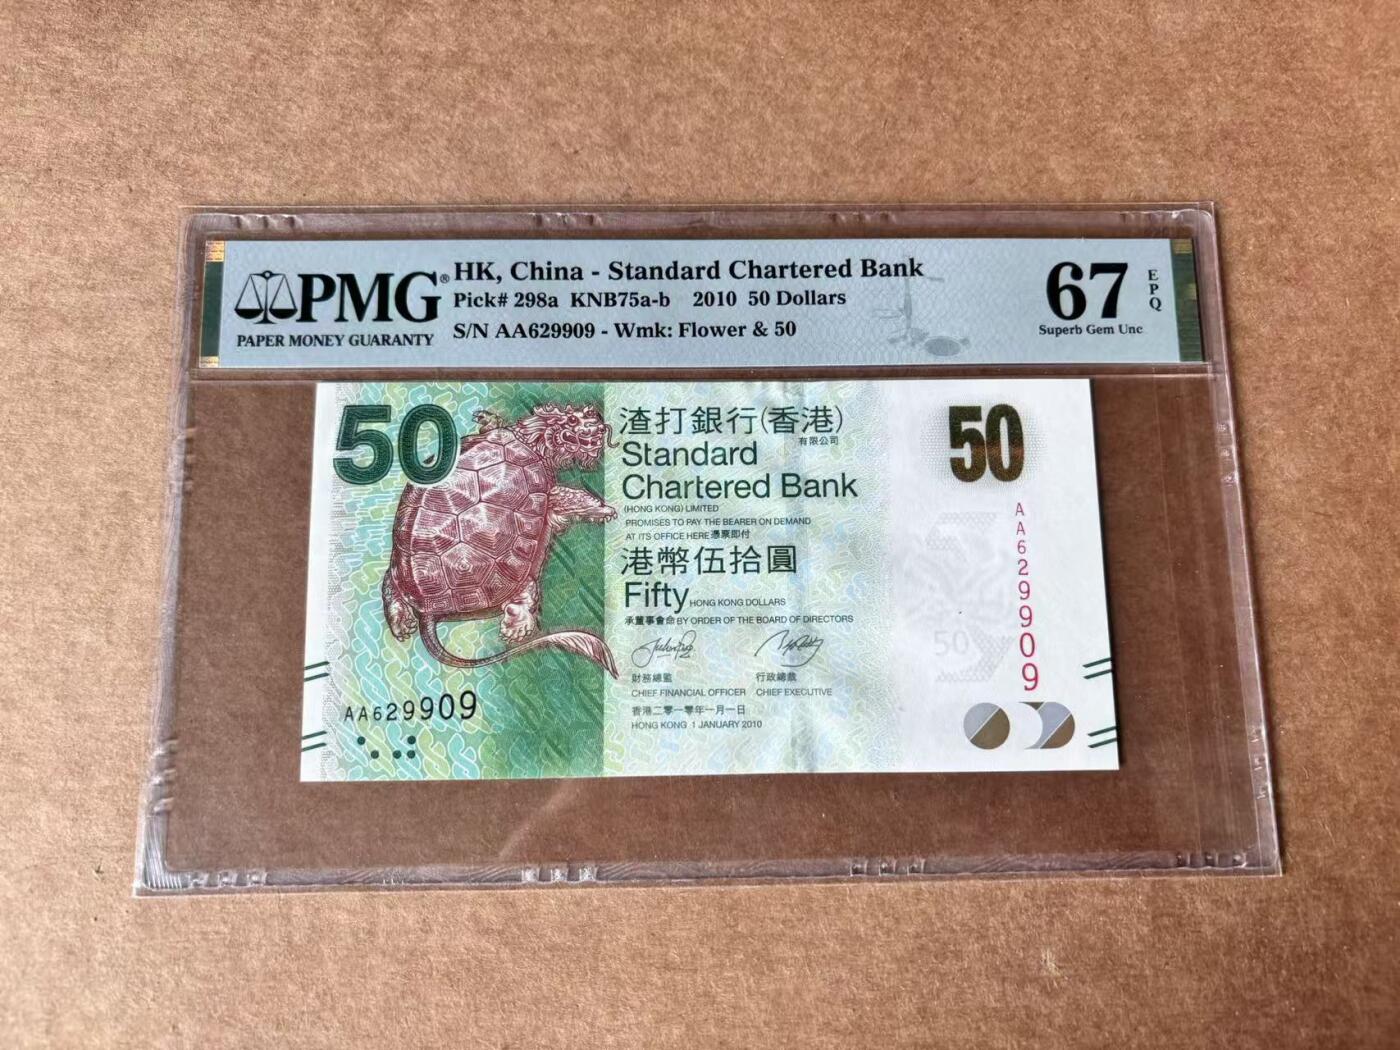 PMG®
PAPER MONEY GUARANTY
HK, China - Standard Chartered Bank
Pick# 298a KNB75a-b 2010 50 Dollars
S/N AA629909 - Wmk: Flower & 50
67
EPQ
Superb Gem Unc
50
渣打銀行(香港)
有限公司
Standard
Chartered Bank
(HONG KONG) LIMITED
PROMISES TO PAY THE BEARER ON DEMAND
AT ITS OFFICE HERE 憑票即付
港幣伍拾圓
Fifty HONG KONG DOLLARS
承董事會命 BY ORDER OF THE BOARD OF DIRECTORS
財務總監 行政總裁
CHIEF FINANCIAL OFFICER CHIEF EXECUTIVE
香港二零一零年一月一日
HONG KONG 1 JANUARY 2010
AA629909
50
AA629909
50